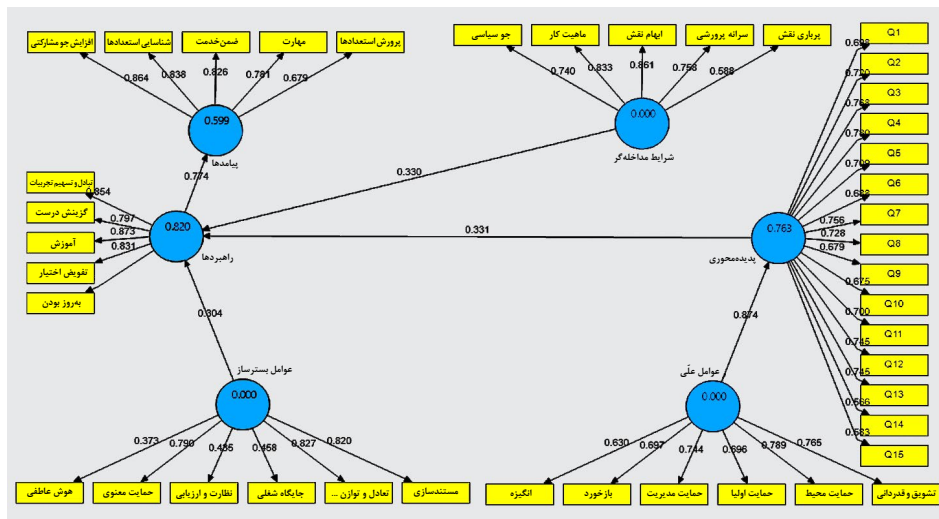 افزایش جو مشارکتی
شناسایی استعدادها
ضمن‌خدمت
مهارت
پرورش استعدادها
0.864
0.838
0.826
0.781
0.679
0.599
پیامدها
0.774
جو سیاسی
ماهیت کار
ابهام نقش
سرانه پرورشی
پرباری نقش
0.740
0.833
0.861
0.758
0.588
0.000
شرایط مداخله‌گر
0.330
تبادل و تسهیم تجربیات
گزینش درست
آموزش
تفویض اختیار
به‌روز بودن
0.854
0.797
0.873
0.831
0.820
راهبردها
0.331
0.763
پدیده‌محوری
Q1
Q2
Q3
Q4
Q5
Q6
Q7
Q8
Q9
Q10
Q11
Q12
Q13
Q14
Q15
0.756
0.728
0.679
0.675
0.700
0.745
0.745
0.566
0.583
0.304
0.874
عوامل بسترساز
0.000
0.373
0.790
0.435
0.458
0.827
0.820
هوش عاطفی
حمایت معنوی
نظارت و ارزیابی
جایگاه شغلی
تعادل و توازن ...
مستندسازی
عوامل علّی
0.000
0.630
0.697
0.744
0.696
0.789
0.765
انگیزه
بازخورد
حمایت مدیریت
حمایت اولیا
حمایت محیط
تشویق و قدردانی